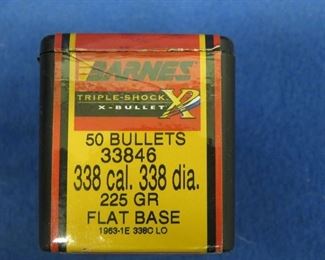 BARNES
TRIPLE-SHOCK X
X-BULLET
50 BULLETS
33846
338 cal. 338 dia.
225 GR
FLAT BASE
1963-1E 338C LO